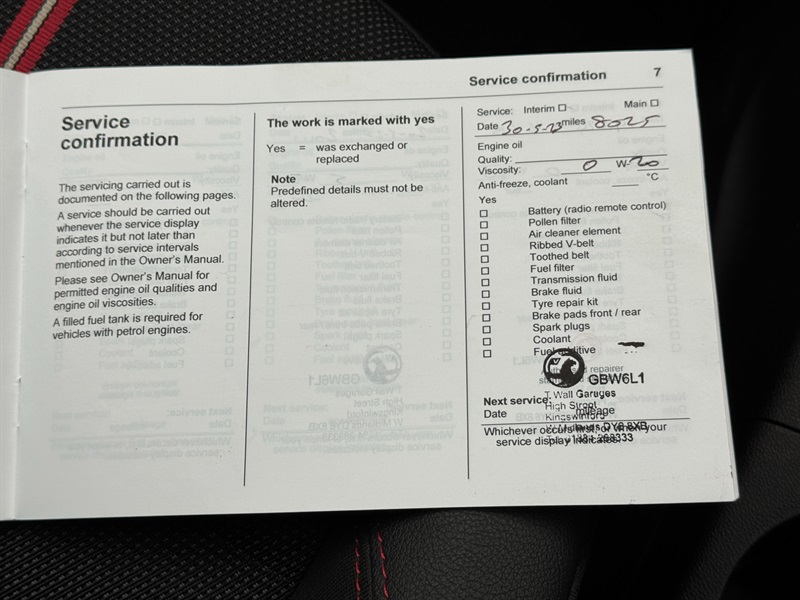 Service confirmation 7
Service
confirmation
The servicing carried out is
documented on the following pages.
A service should be carried out
whenever the service display
indicates it but not later than
according to service intervals
mentioned in the Owner's Manual.
Please see Owner's Manual for
permitted engine oil qualities and
engine oil viscosities.
A filled fuel tank is required for
vehicles with petrol engines.
The work is marked with yes
Yes = was exchanged or
replaced
Note
Predefined details must not be
altered.
Service: Interim Main
Date 30-5-23 miles 8025
Engine oil
Quality:
Viscosity: 0 W-20
Anti-freeze, coolant °C
Yes
Battery (radio remote control)
Pollen filter
Air cleaner element
Ribbed V-belt
Toothed belt
Fuel filter
Transmission fluid
Brake fluid
Tyre repair kit
Brake pads front / rear
Spark plugs
Coolant
Fuel additive
repairer
GBW6L1
Next service: T Wall Garages
High Street
Date mileage
Kingswinford
DY6 8XB
Whichever occurs first, or when your
service display indicates.